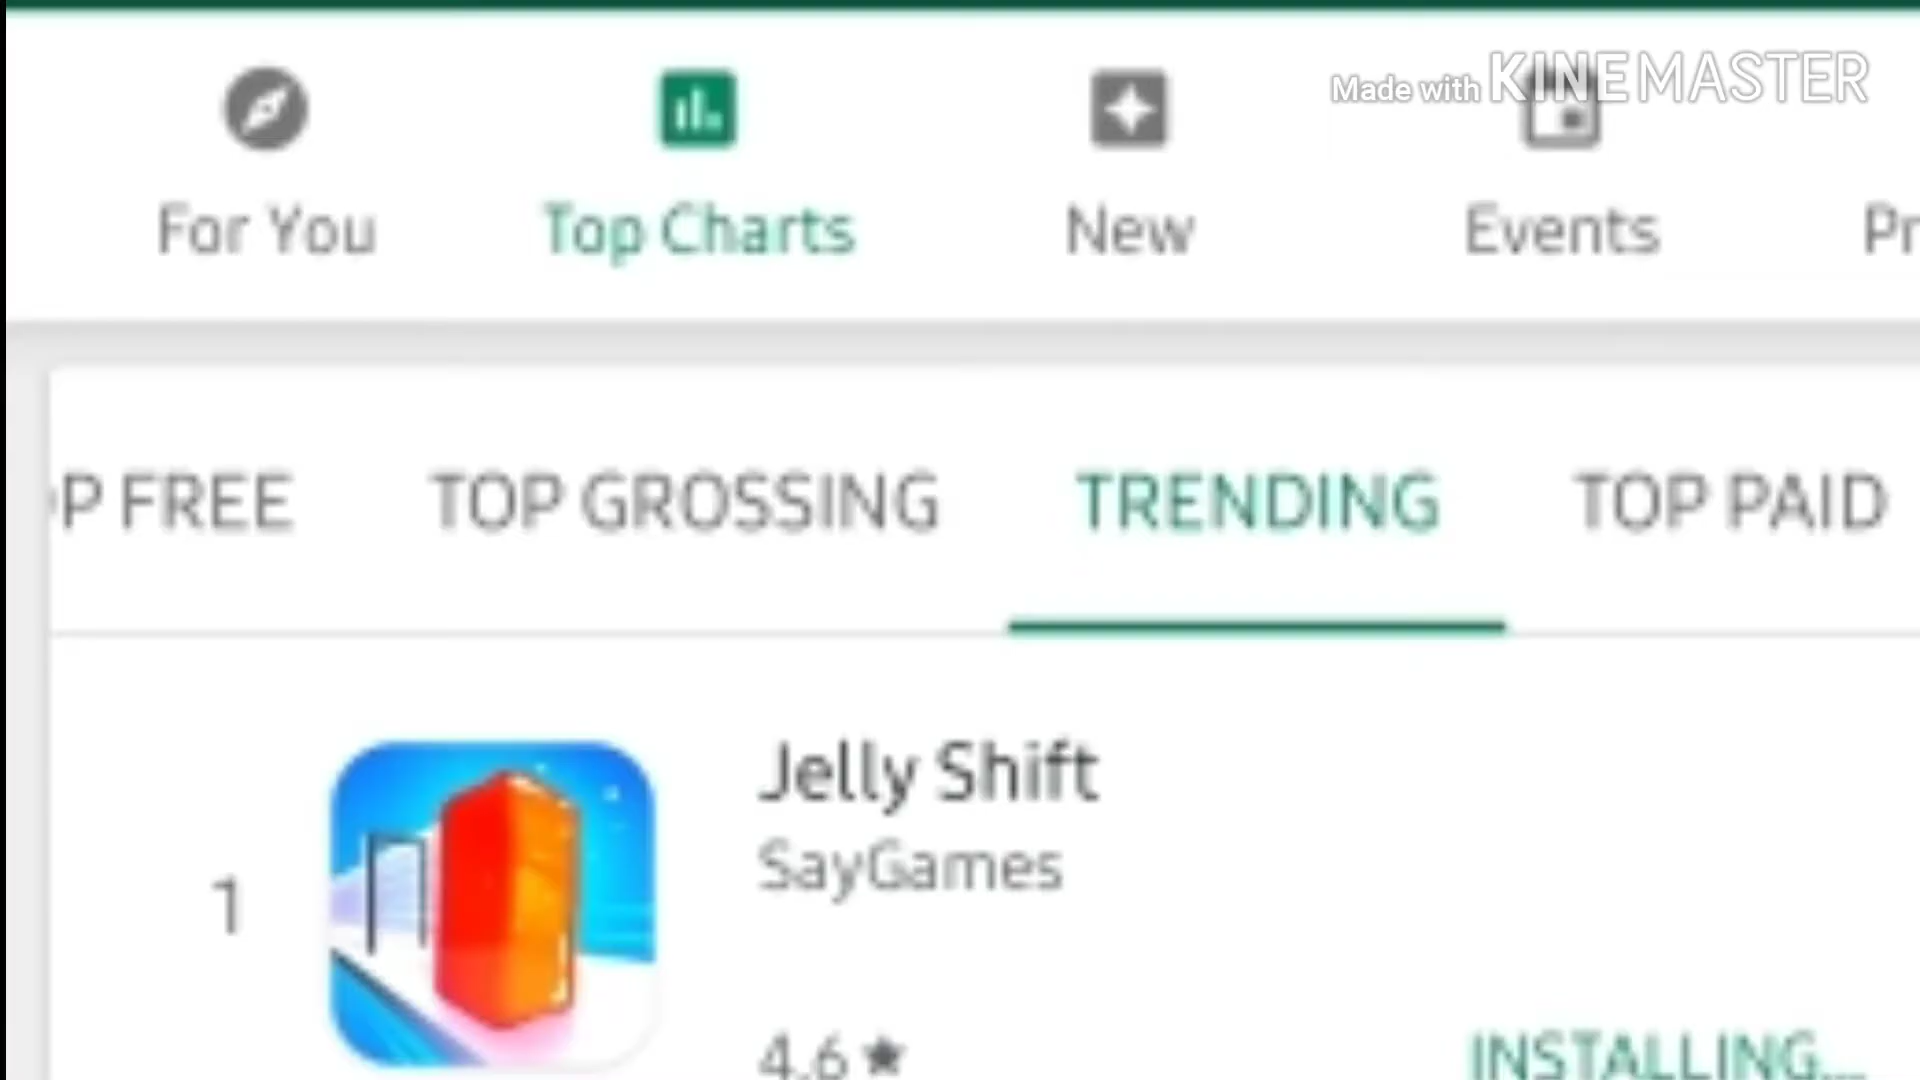 Made with KINEMASTER
For You Top Charts New Events Pr
P FREE TOP GROSSING TRENDING TOP PAID
Jelly Shift
SayGames
1
4.6 ★ INSTALLING...